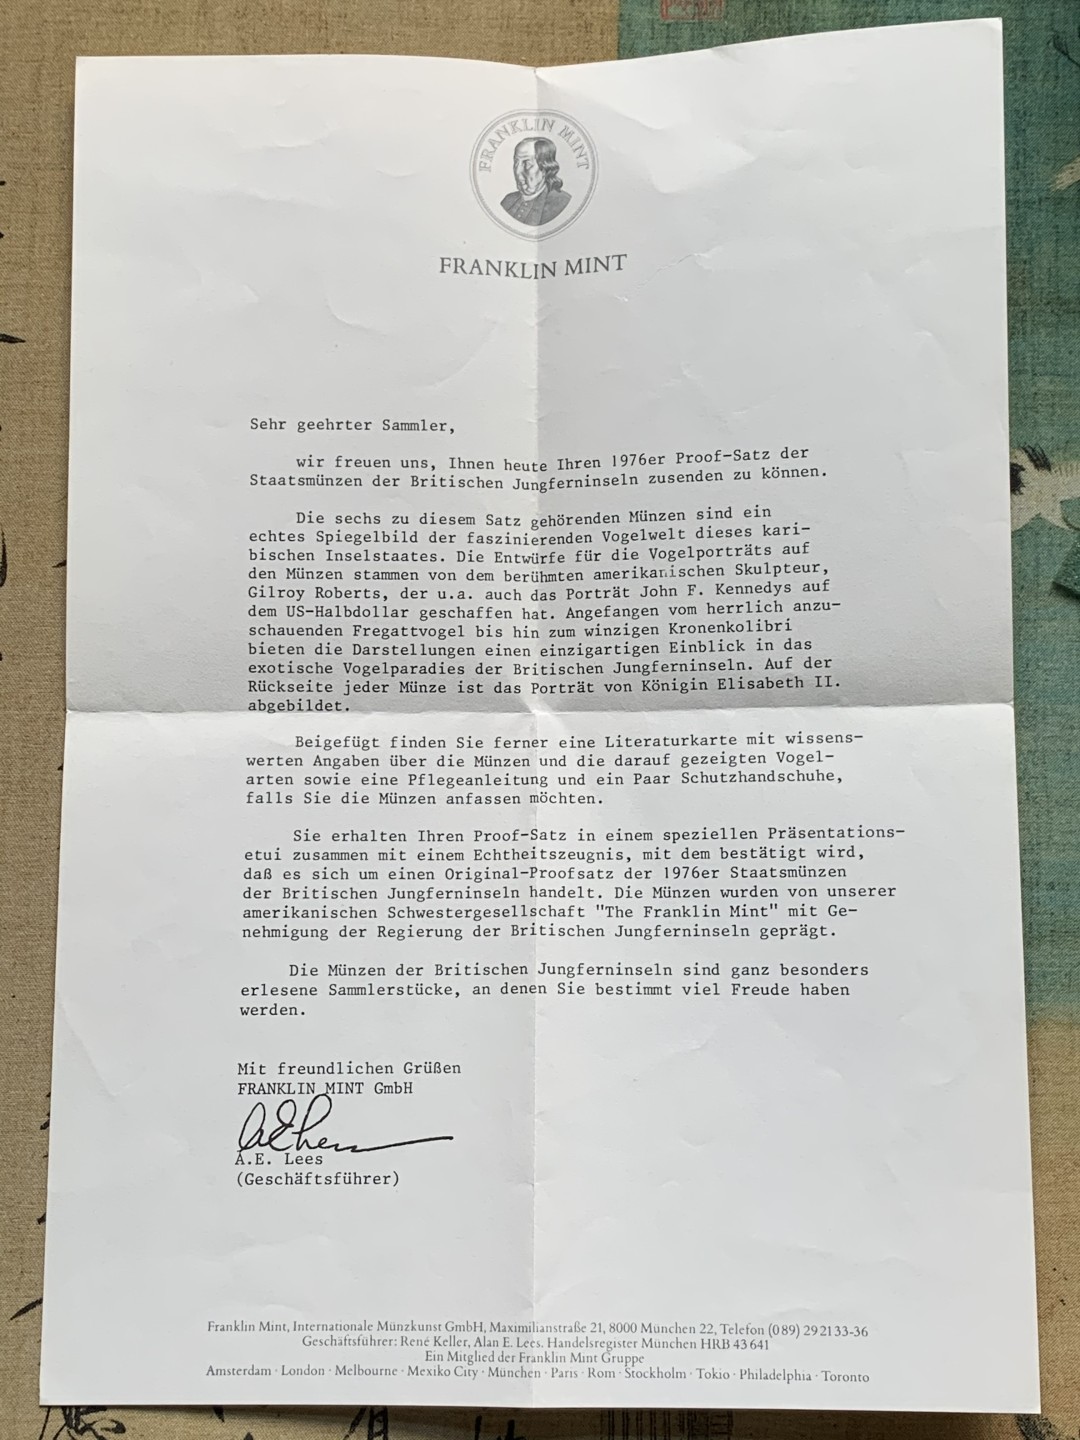 FRANKLIN MINT
FRANKLIN MINT
Sehr geehrter Sammler,
wir freuen uns, Ihnen heute Ihren 1976er Proof-Satz der
Staatsmünzen der Britischen Jungferninseln zusenden zu können.
Die sechs zu diesem Satz gehörenden Münzen sind ein
echtes Spiegelbild der faszinierenden Vogelwelt dieses kari-
bischen Inselstaates. Die Entwürfe für die Vogelporträts auf
den Münzen stammen von dem berühmten amerikanischen Skulpteur,
Gilroy Roberts, der u.a. auch das Porträt John F. Kennedys auf
dem US-Halbdollar geschaffen hat. Angefangen vom herrlich anzu-
schauenden Fregattvogel bis hin zum winzigen Kronenkolibri
bieten die Darstellungen einen einzigartigen Einblick in das
exotische Vogelparadies der Britischen Jungferninseln. Auf der
Rückseite jeder Münze ist das Porträt von Königin Elisabeth II.
abgebildet.
Beigefügt finden Sie ferner eine Literaturkarte mit wissens-
werten Angaben über die Münzen und die darauf gezeigten Vogel-
arten sowie eine Pflegeanleitung und ein Paar Schutzhandschuhe,
falls Sie die Münzen anfassen möchten.
Sie erhalten Ihren Proof-Satz in einem speziellen Präsentations-
etui zusammen mit einem Echtheitszeugnis, mit dem bestätigt wird,
daß es sich um einen Original-Proofsatz der 1976er Staatsmünzen
der Britischen Jungferninseln handelt. Die Münzen wurden von unserer
amerikanischen Schwestergesellschaft "The Franklin Mint" mit Ge-
nehmigung der Regierung der Britischen Jungferninseln geprägt.
Die Münzen der Britischen Jungferninseln sind ganz besonders
erlesene Sammlerstücke, an denen Sie bestimmt viel Freude haben
werden.
Mit freundlichen Grüßen
FRANKLIN MINT GmbH
A.E. Lees
(Geschäftsführer)
Franklin Mint, Internationale Münzkunst GmbH, Maximilianstraße 21, 8000 München 22, Telefon (0 89) 29 21 33-36
Geschäftsführer: René Keller, Alan E. Lees. Handelsregister München HRB 43 641
Ein Mitglied der Franklin Mint Gruppe
Amsterdam · London · Melbourne · Mexiko City · München · Paris · Rom · Stockholm · Tokio · Philadelphia · Toronto